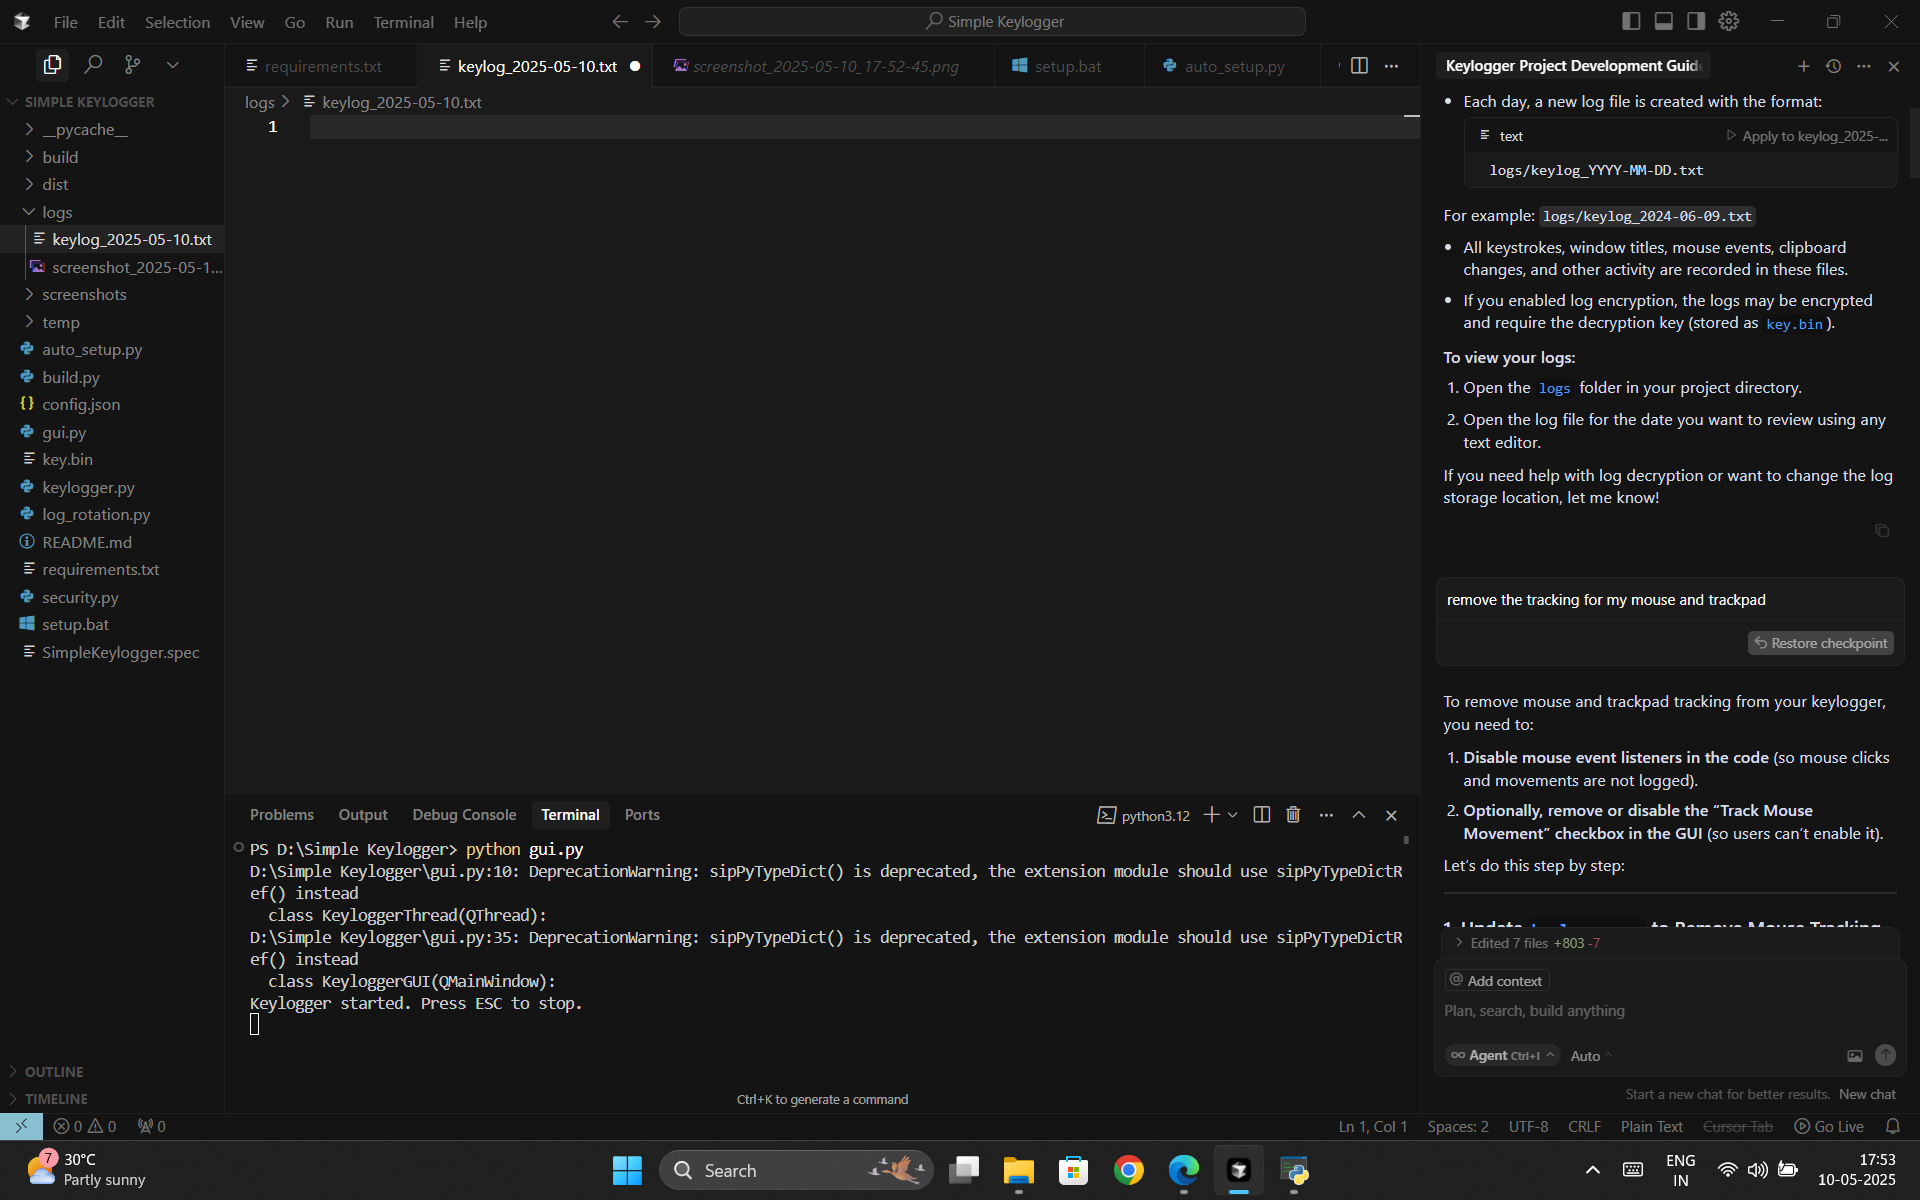 File Edit Selection View Go Run Terminal Help
Simple Keylogger
requirements.txt
keylog_2025-05-10.txt
screenshot_2025-05-10_17-52-45.png
setup.bat
auto_setup.py
SIMPLE KEYLOGGER
__pycache__
build
dist
logs
keylog_2025-05-10.txt
screenshot_2025-05-1...
screenshots
temp
auto_setup.py
build.py
config.json
gui.py
key.bin
keylogger.py
log_rotation.py
README.md
requirements.txt
security.py
setup.bat
SimpleKeylogger.spec
OUTLINE
TIMELINE
logs > keylog_2025-05-10.txt
1
Problems Output Debug Console Terminal Ports
python3.12
PS D:\Simple Keylogger> python gui.py
D:\Simple Keylogger\gui.py:10: DeprecationWarning: sipPyTypeDict() is deprecated, the extension module should use sipPyTypeDictR
ef() instead
class KeyloggerThread(QThread):
D:\Simple Keylogger\gui.py:35: DeprecationWarning: sipPyTypeDict() is deprecated, the extension module should use sipPyTypeDictR
ef() instead
class KeyloggerGUI(QMainWindow):
Keylogger started. Press ESC to stop.
Ctrl+K to generate a command
Keylogger Project Development Guid
• Each day, a new log file is created with the format:
text
Apply to keylog_2025-...
logs/keylog_YYYY-MM-DD.txt
For example: logs/keylog_2024-06-09.txt
• All keystrokes, window titles, mouse events, clipboard
changes, and other activity are recorded in these files.
• If you enabled log encryption, the logs may be encrypted
and require the decryption key (stored as key.bin).
To view your logs:
1. Open the logs folder in your project directory.
2. Open the log file for the date you want to review using any
text editor.
If you need help with log decryption or want to change the log
storage location, let me know!
remove the tracking for my mouse and trackpad
Restore checkpoint
To remove mouse and trackpad tracking from your keylogger,
you need to:
1. Disable mouse event listeners in the code (so mouse clicks
and movements are not logged).
2. Optionally, remove or disable the “Track Mouse
Movement” checkbox in the GUI (so users can’t enable it).
Let’s do this step by step:
1. Update to Remove Mouse Tracking
Edited 7 files +803 -7
@ Add context
Plan, search, build anything
∞ Agent Ctrl+I
Auto
Start a new chat for better results. New chat
0 0 0
Ln 1, Col 1 Spaces: 2 UTF-8 CRLF Plain Text Cursor Tab Go Live
7
30°C
Partly sunny
Search
ENG
IN
17:53
10-05-2025